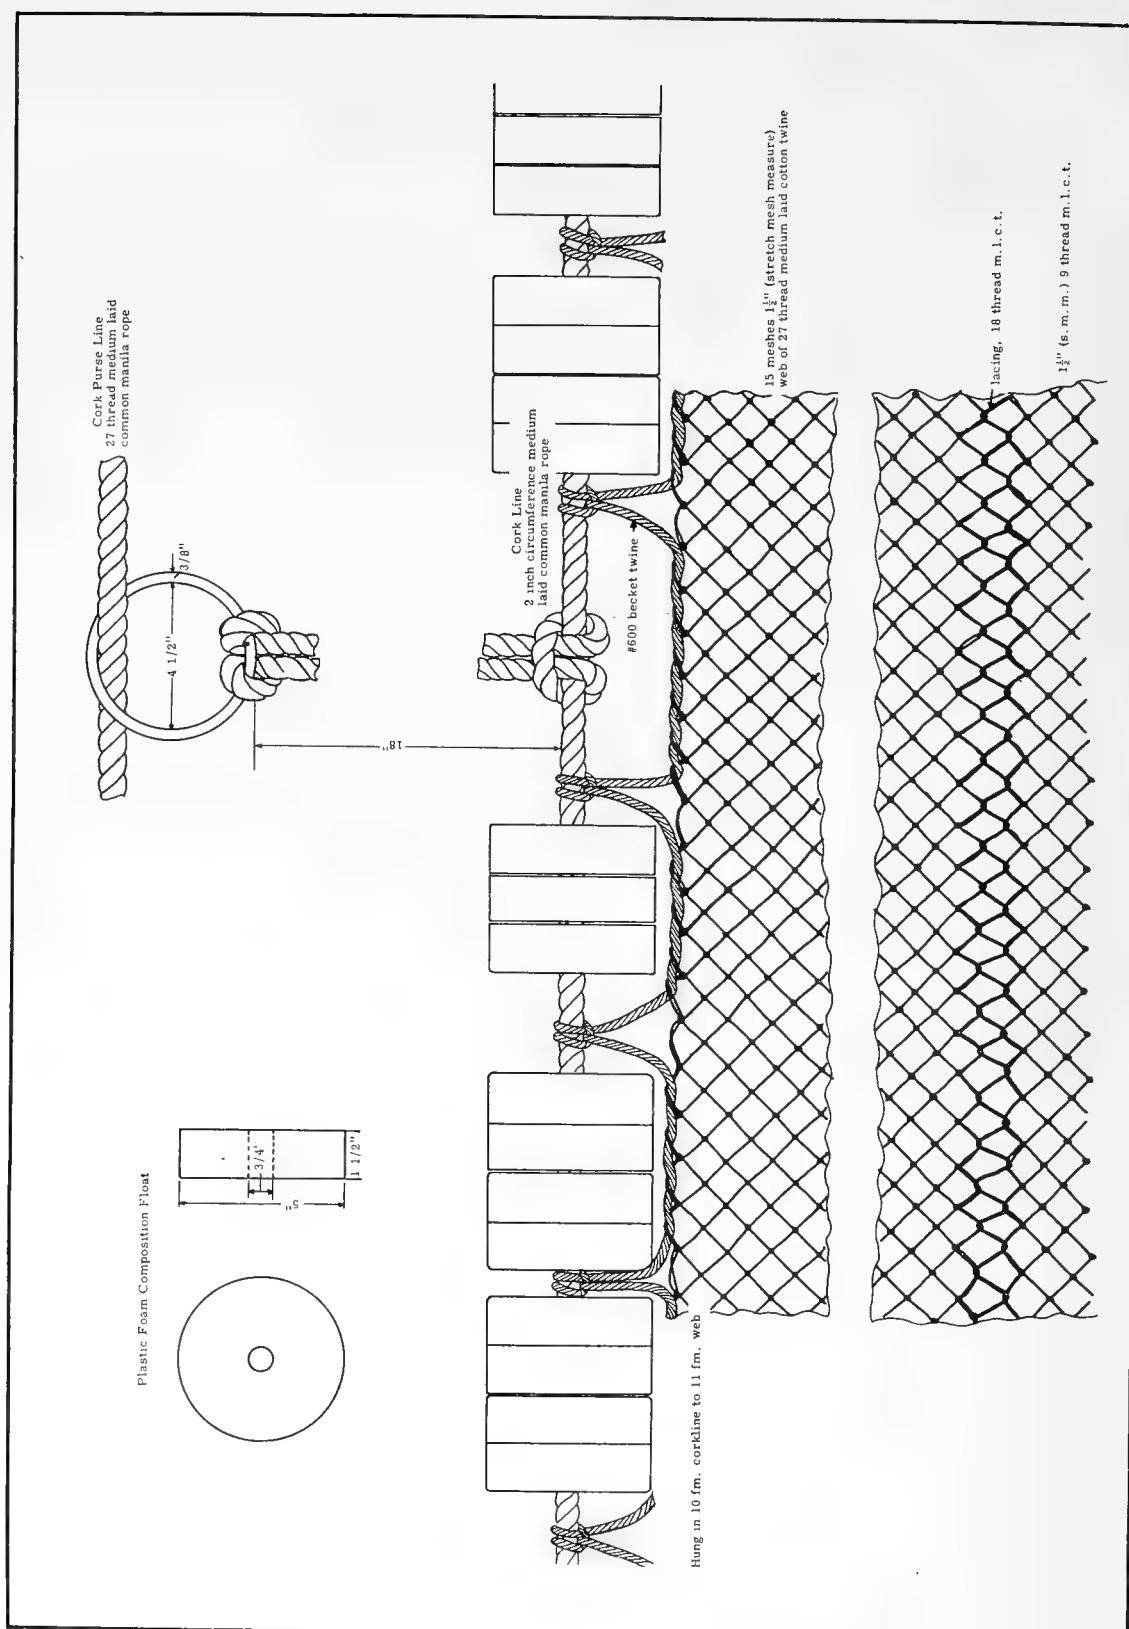 Plastic Foam Composition Float
5"
3/4'
1 1/2"
Cork Purse Line
27 thread medium laid
common manila rope
3/8"
4 1/2"
18"
Cork Line
2 inch circumference medium
laid common manila rope
#600 becket twine
15 meshes 1½" (stretch mesh measure)
web of 27 thread medium laid cotton twine
lacing, 18 thread m.l.c.t.
1½" (s.m.m.) 9 thread m.l.c.t.
Hung in 10 fm. corkline to 11 fm. web